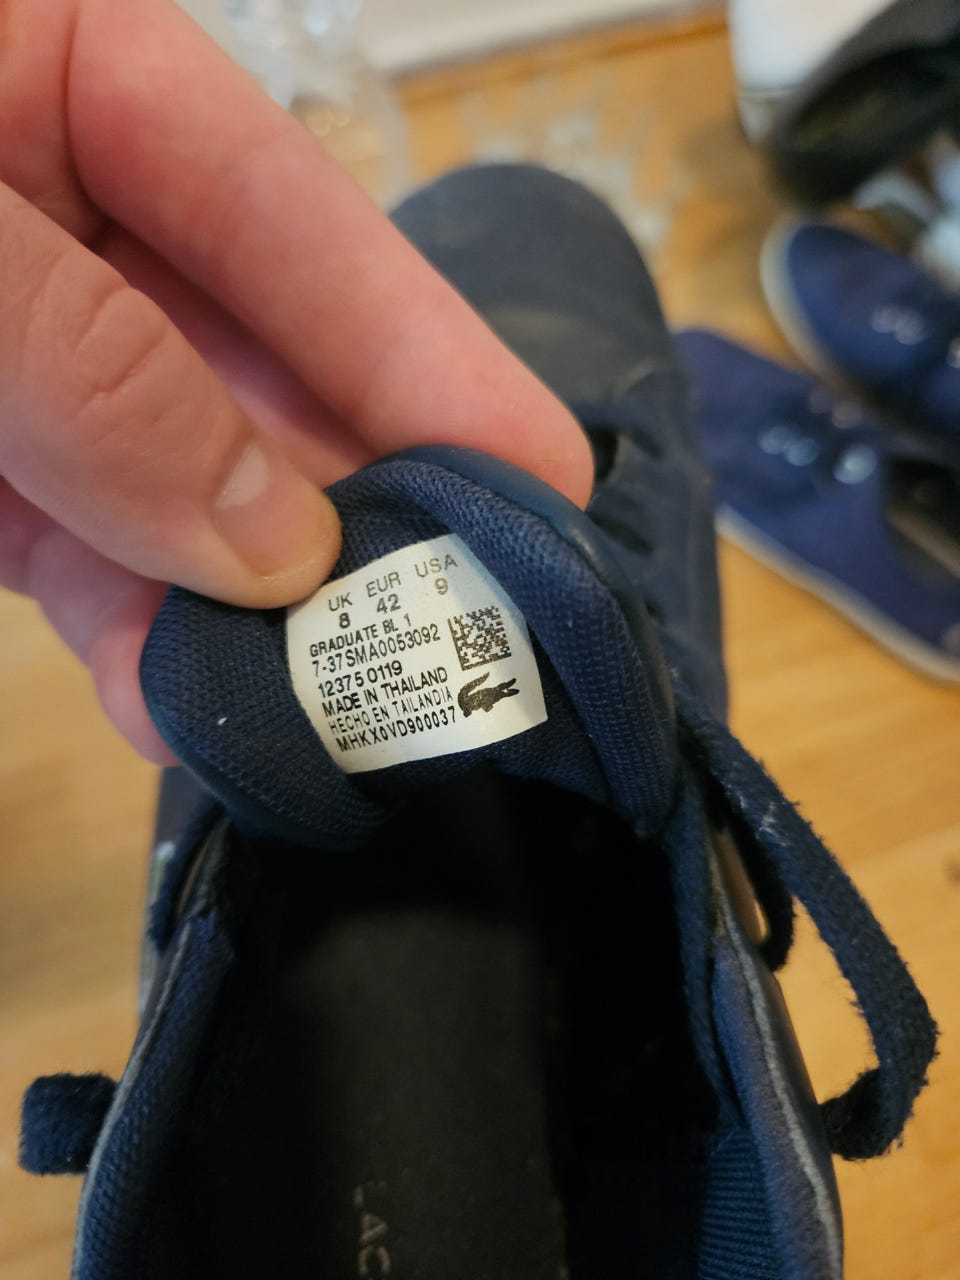 UK EUR USA
8 42 9
GRADUATE BL 1
7-37SMA0053092
12375 0119
MADE IN THAILAND
HECHO EN TAILANDIA
MHKX0VD900037
LAC